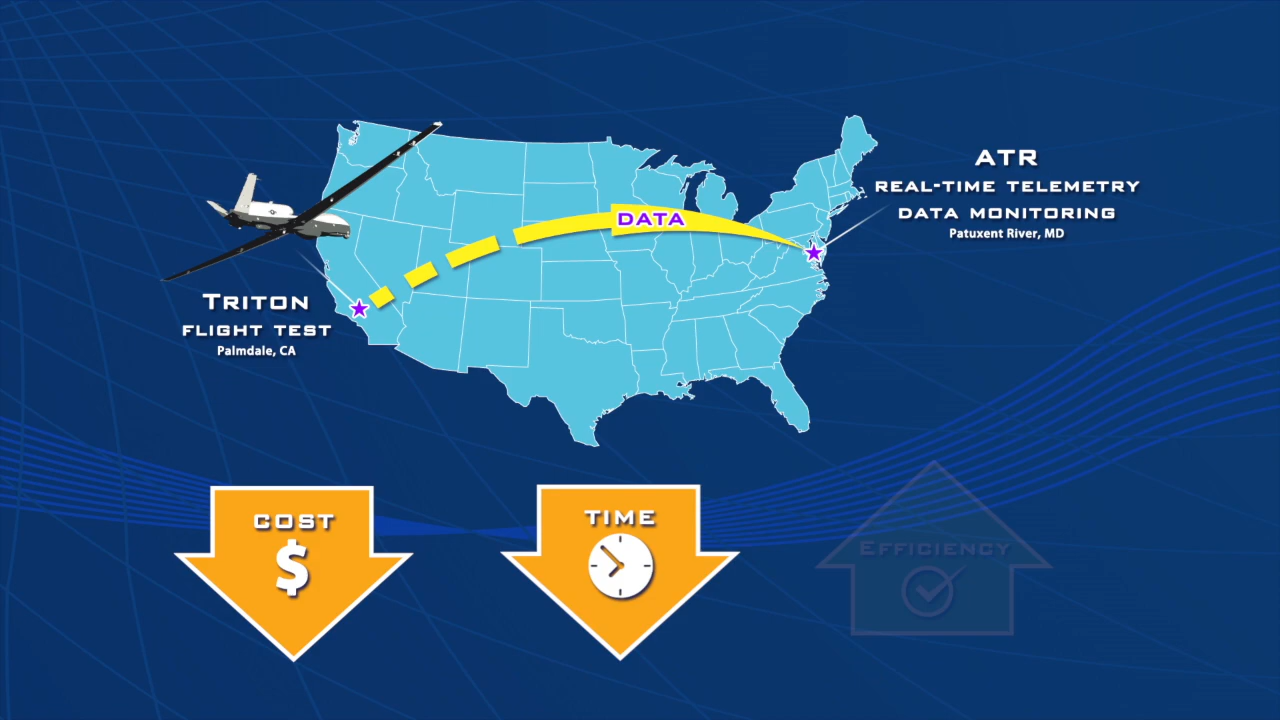 ATR
REAL-TIME TELEMETRY
DATA MONITORING
Patuxent River, MD
DATA
TRITON
FLIGHT TEST
Palmdale, CA
COST
$
TIME
EFFICIENCY